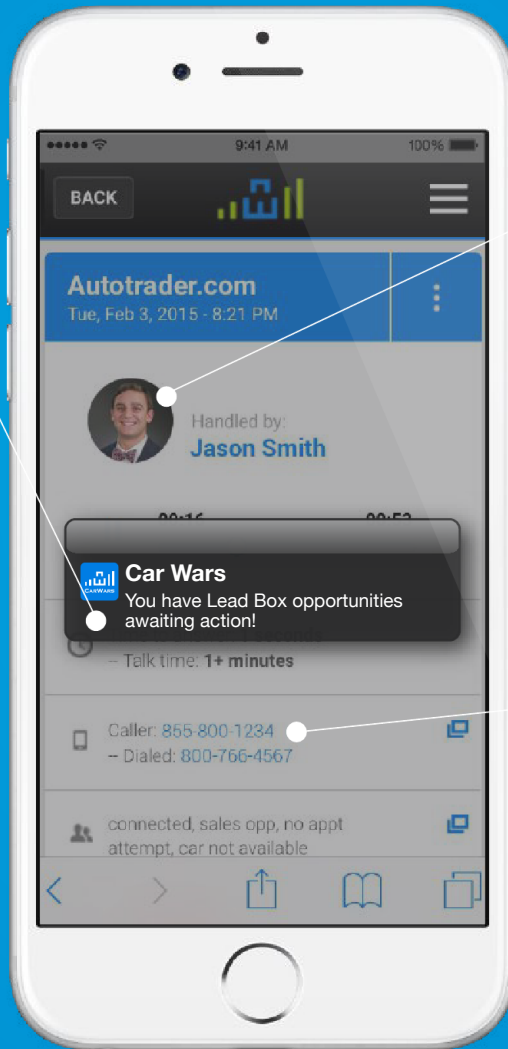 9:41 AM
100%
BACK
Autotrader.com
Tue, Feb 3, 2015 - 8:21 PM
Handled by:
Jason Smith
CARWARS
Car Wars
You have Lead Box opportunities
awaiting action!
– Talk time: 1+ minutes
Caller: 855-800-1234
– Dialed: 800-766-4567
connected, sales opp, no appt
attempt, car not available